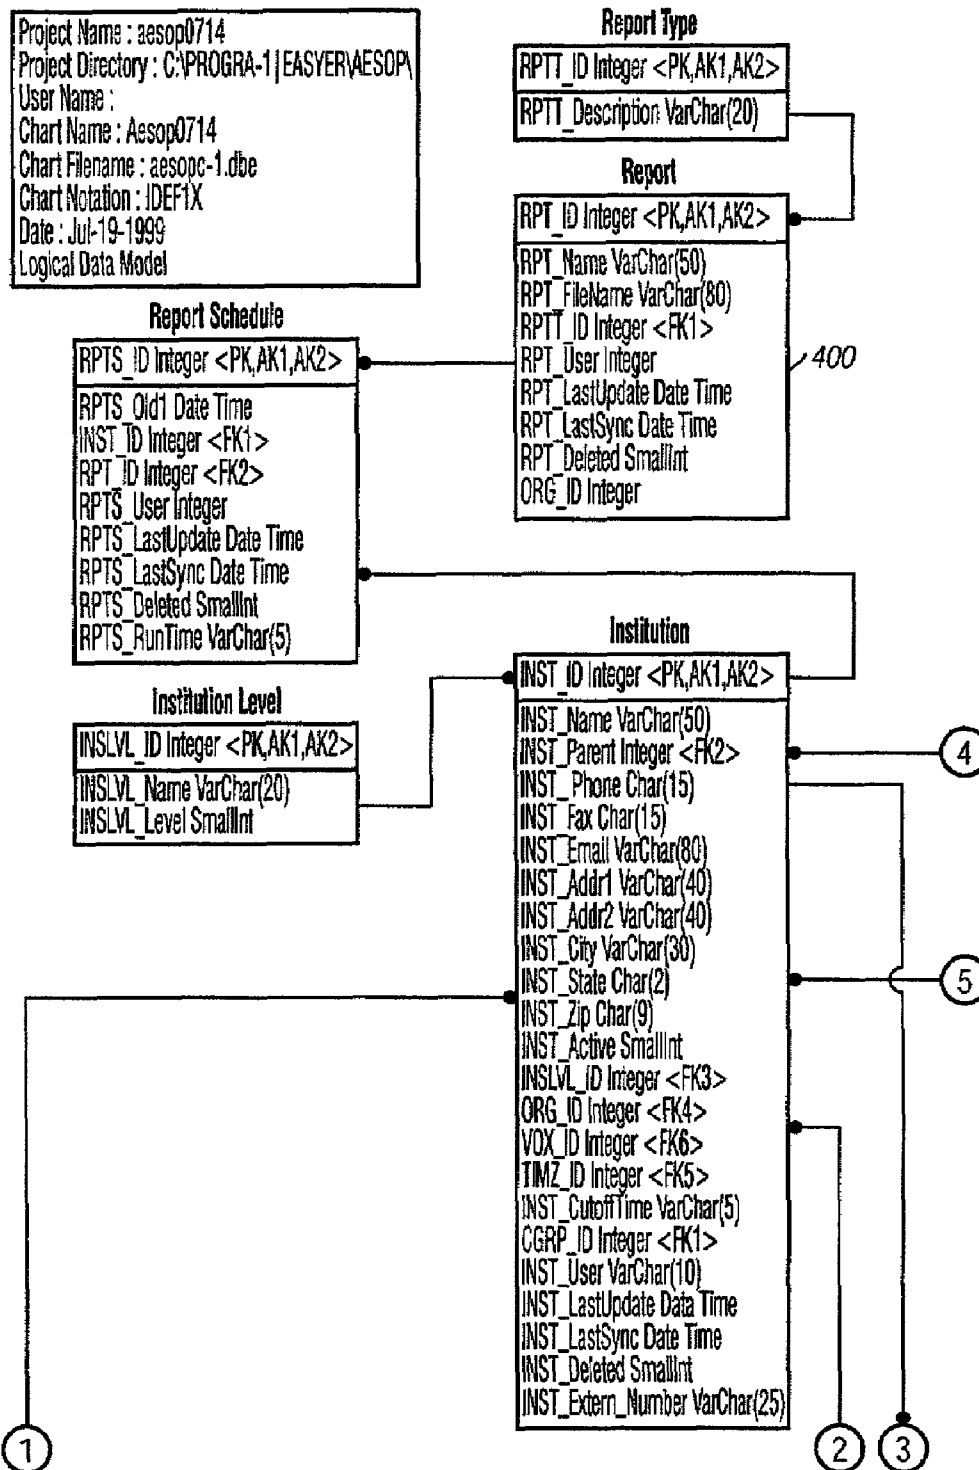 Project Name : aesop0714
Project Directory : C:\PROGRA-1|EASYER\AESOP\
User Name :
Chart Name : Aesop0714
Chart Filename : aesopc-1.dbe
Chart Notation : IDEF1X
Date : Jul-19-1999
Logical Data Model
Report Type
RPTT_ID Integer <PK,AK1,AK2>
RPTT_Description VarChar(20)
Report
RPT_ID Integer <PK,AK1,AK2>
RPT_Name VarChar(50)
RPT_FileName VarChar(80)
RPTT_ID Integer <FK1>
RPT_User Integer
RPT_LastUpdate Date Time
RPT_LastSync Date Time
RPT_Deleted SmallInt
ORG_ID Integer
400
Report Schedule
RPTS_ID Integer <PK,AK1,AK2>
RPTS_Old1 Date Time
INST_ID Integer <FK1>
RPT_ID Integer <FK2>
RPTS_User Integer
RPTS_LastUpdate Date Time
RPTS_LastSync Date Time
RPTS_Deleted SmallInt
RPTS_RunTime VarChar(5)
Institution Level
INSLVL_ID Integer <PK,AK1,AK2>
INSLVL_Name VarChar(20)
INSLVL_Level SmallInt
Institution
INST_ID Integer <PK,AK1,AK2>
INST_Name VarChar(50)
INST_Parent Integer <FK2>
INST_Phone Char(15)
INST_Fax Char(15)
INST_Email VarChar(80)
INST_Addr1 VarChar(40)
INST_Addr2 VarChar(40)
INST_City VarChar(30)
INST_State Char(2)
INST_Zip Char(9)
INST_Active SmallInt
INSLVL_ID Integer <FK3>
ORG_ID Integer <FK4>
VOX_ID Integer <FK6>
TIMZ_ID Integer <FK5>
INST_CutoffTime VarChar(5)
CGRP_ID Integer <FK1>
INST_User VarChar(10)
INST_LastUpdate Data Time
INST_LastSync Date Time
INST_Deleted SmallInt
INST_Extern_Number VarChar(25)
4
5
1
2
3